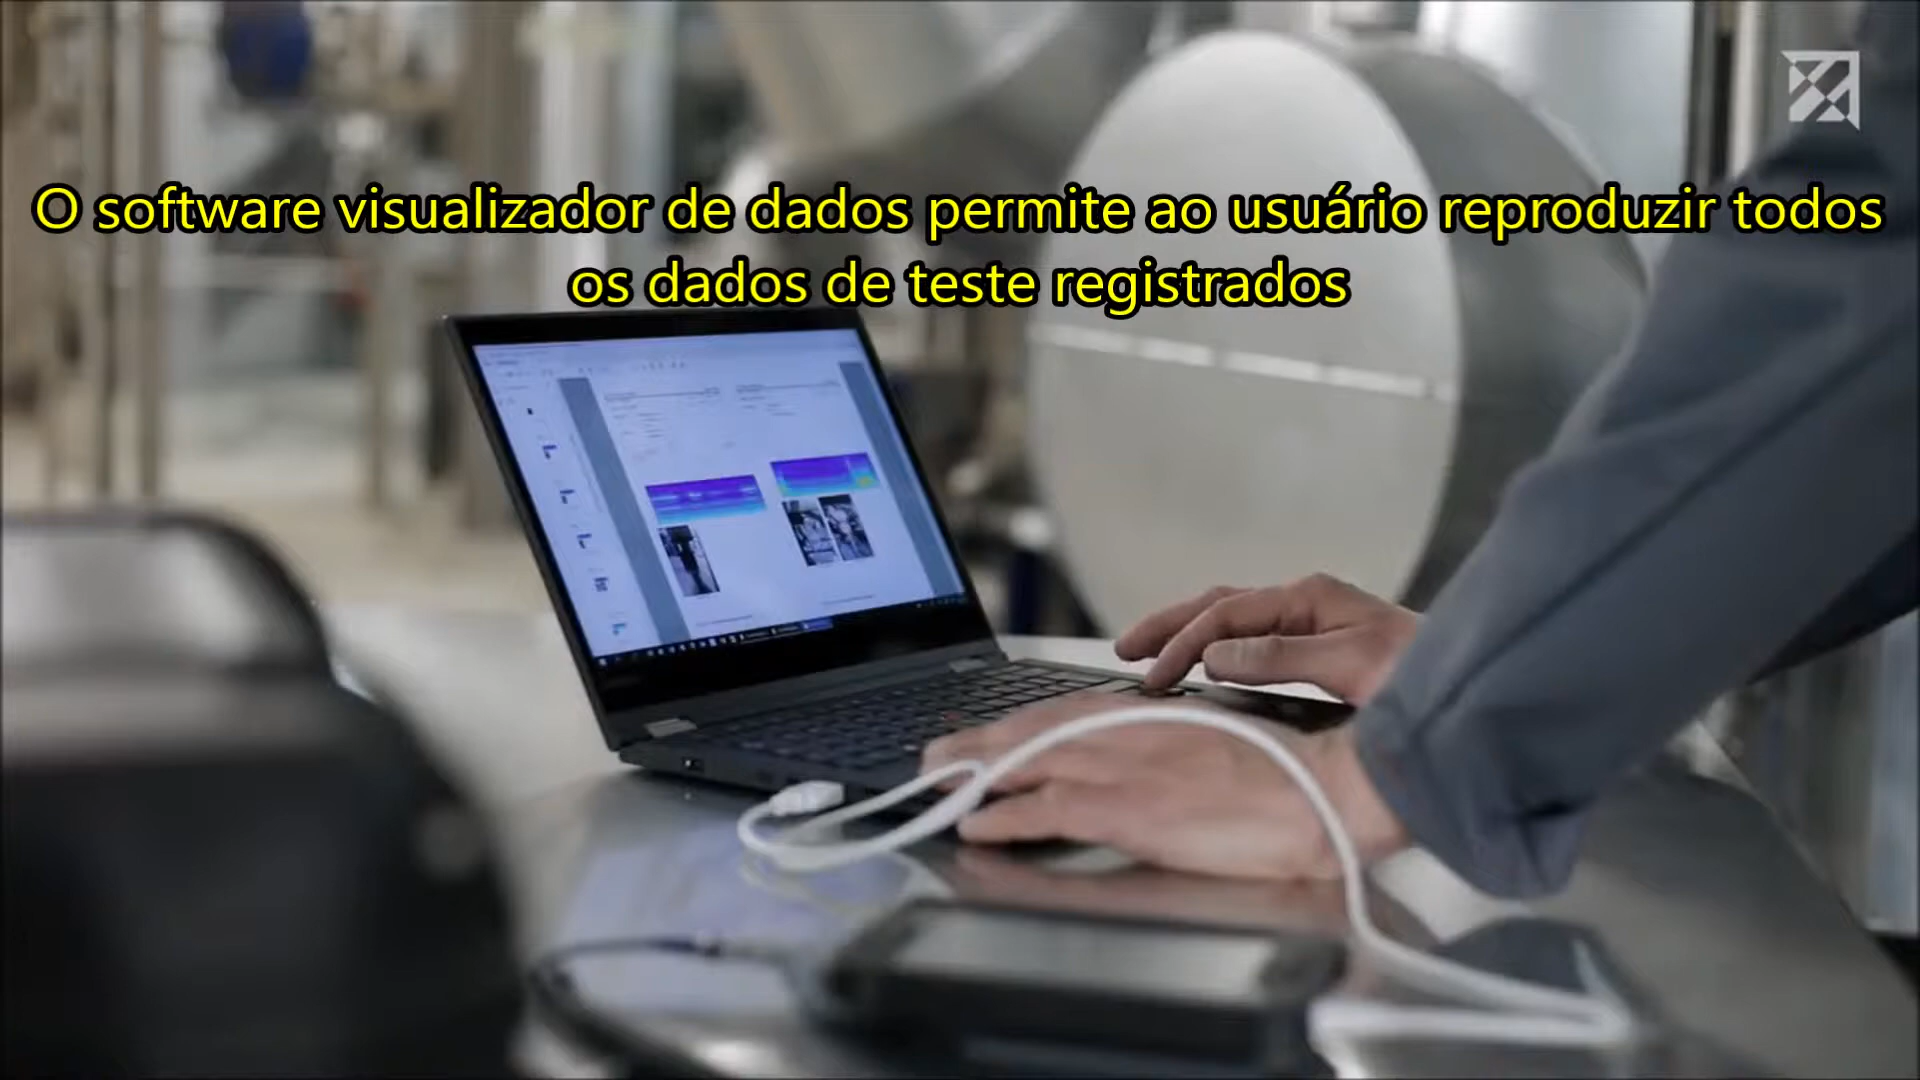 O software visualizador de dados permite ao usuário reproduzir todos
os dados de teste registrados